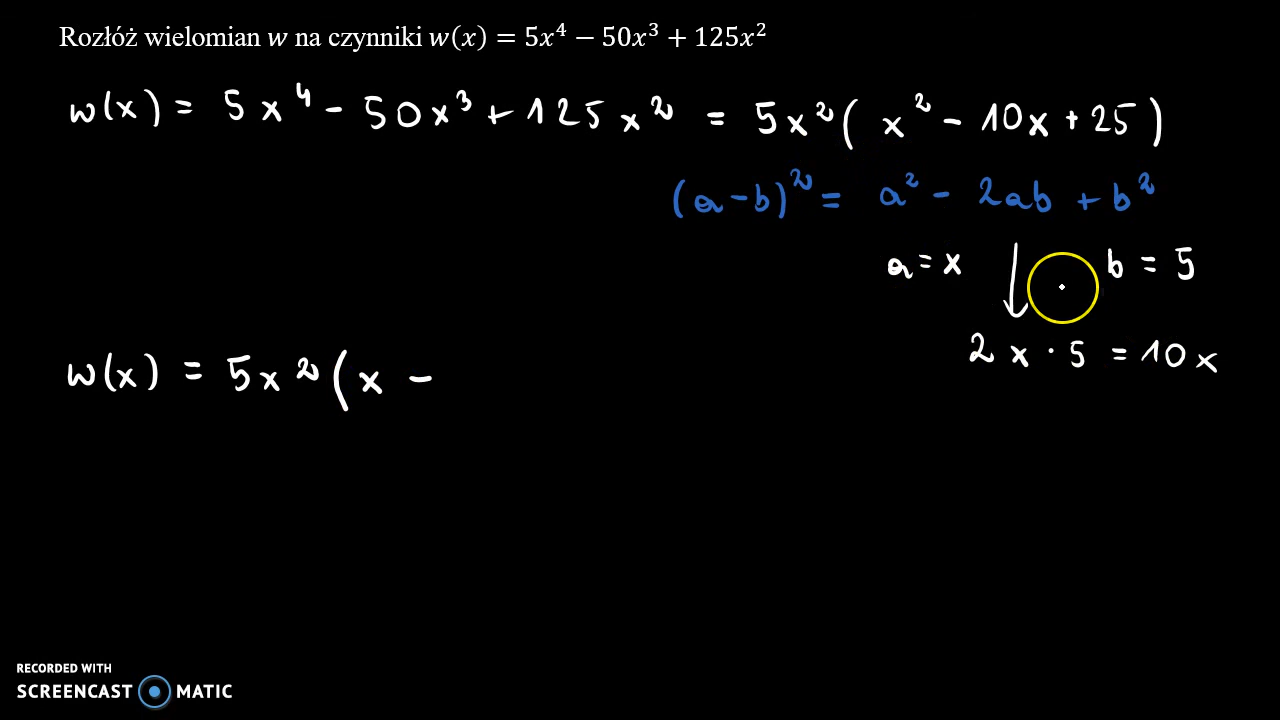 Rozłóż wielomian w na czynniki w(x) = 5x⁴ − 50x³ + 125x²
w(x) = 5x⁴ - 50x³ + 125x² = 5x²(x² - 10x + 25)
(a-b)² = a² - 2ab + b²
a = x b = 5
2x · 5 = 10x
w(x) = 5x²(x -
RECORDED WITH
SCREENCAST MATIC